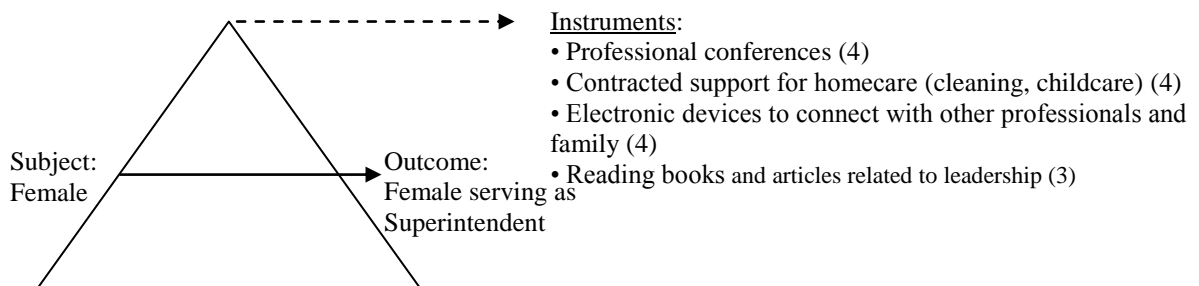 Instruments:
• Professional conferences (4)
• Contracted support for homecare (cleaning, childcare) (4)
• Electronic devices to connect with other professionals and
family (4)
• Reading books and articles related to leadership (3)
Subject:
Female
Outcome:
Female serving as
Superintendent